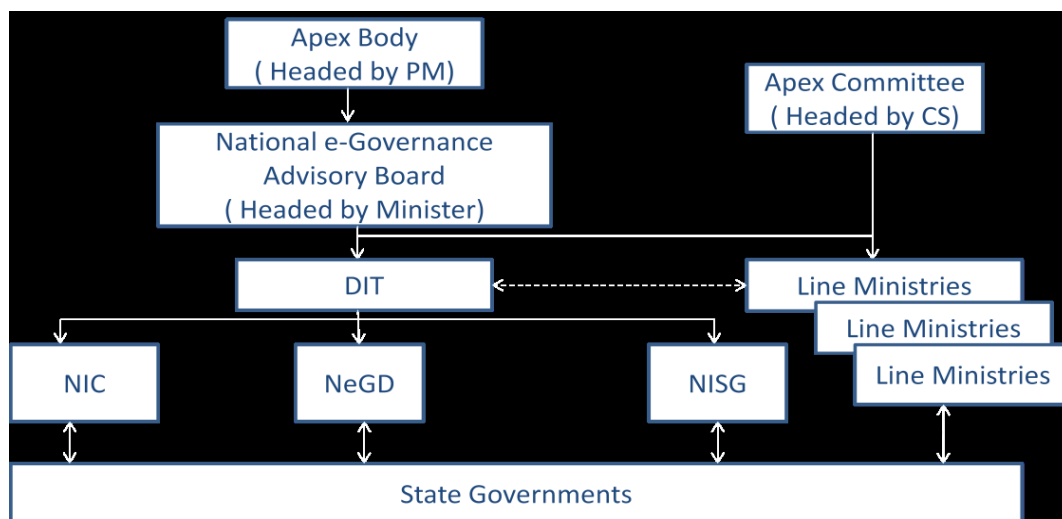 Apex Body
( Headed by PM)
Apex Committee
( Headed by CS)
National e-Governance
Advisory Board
( Headed by Minister)
DIT
Line Ministries
Line Ministries
Line Ministries
NIC
NeGD
NISG
State Governments